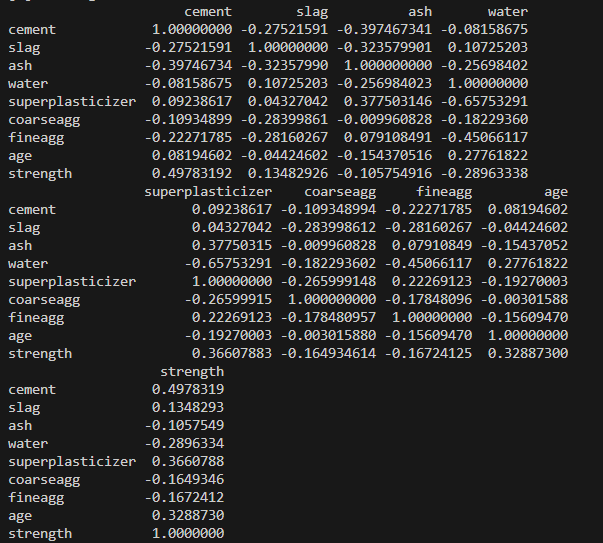 cement slag ash water
cement 1.00000000 -0.27521591 -0.397467341 -0.08158675
slag -0.27521591 1.00000000 -0.323579901 0.10725203
ash -0.39746734 -0.32357990 1.000000000 -0.25698402
water -0.08158675 0.10725203 -0.256984023 1.00000000
superplasticizer 0.09238617 0.04327042 0.377503146 -0.65753291
coarseagg -0.10934899 -0.28399861 -0.009960828 -0.18229360
fineagg -0.22271785 -0.28160267 0.079108491 -0.45066117
age 0.08194602 -0.04424602 -0.154370516 0.27761822
strength 0.49783192 0.13482926 -0.105754916 -0.28963338
superplasticizer coarseagg fineagg age
cement 0.09238617 -0.109348994 -0.22271785 0.08194602
slag 0.04327042 -0.283998612 -0.28160267 -0.04424602
ash 0.37750315 -0.009960828 0.07910849 -0.15437052
water -0.65753291 -0.182293602 -0.45066117 0.27761822
superplasticizer 1.00000000 -0.265999148 0.22269123 -0.19270003
coarseagg -0.26599915 1.000000000 -0.17848096 -0.00301588
fineagg 0.22269123 -0.178480957 1.00000000 -0.15609470
age -0.19270003 -0.003015880 -0.15609470 1.00000000
strength 0.36607883 -0.164934614 -0.16724125 0.32887300
strength
cement 0.4978319
slag 0.1348293
ash -0.1057549
water -0.2896334
superplasticizer 0.3660788
coarseagg -0.1649346
fineagg -0.1672412
age 0.3288730
strength 1.0000000